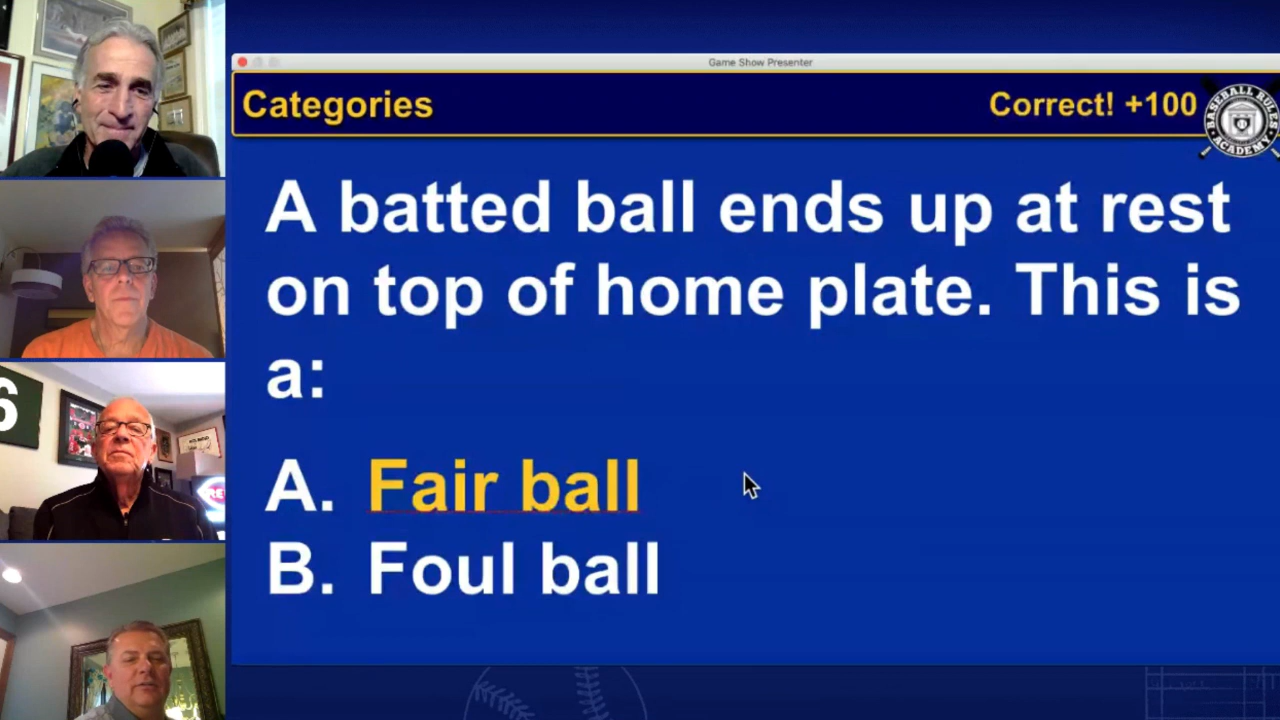 Game Show Presenter
Categories
Correct! +100
BASEBALL RULES
ACADEMY
A batted ball ends up at rest
on top of home plate. This is
a:
A. Fair ball
B. Foul ball
6